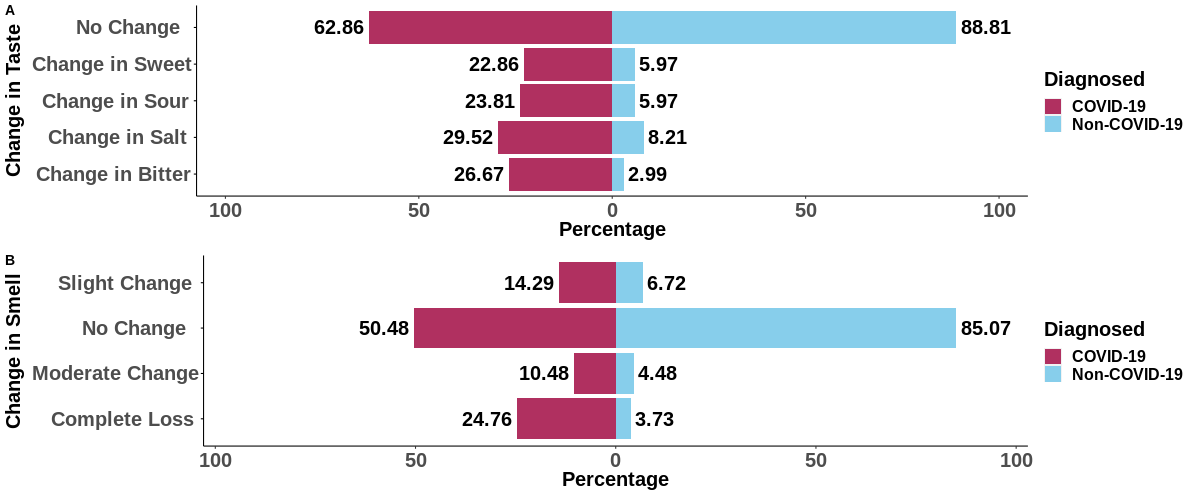 A
Change in Taste
No Change 62.86 88.81
Change in Sweet 22.86 5.97
Change in Sour 23.81 5.97
Change in Salt 29.52 8.21
Change in Bitter 26.67 2.99
100 50 0 50 100
Percentage
Diagnosed
COVID-19
Non-COVID-19
B
Change in Smell
Slight Change 14.29 6.72
No Change 50.48 85.07
Moderate Change 10.48 4.48
Complete Loss 24.76 3.73
100 50 0 50 100
Percentage
Diagnosed
COVID-19
Non-COVID-19